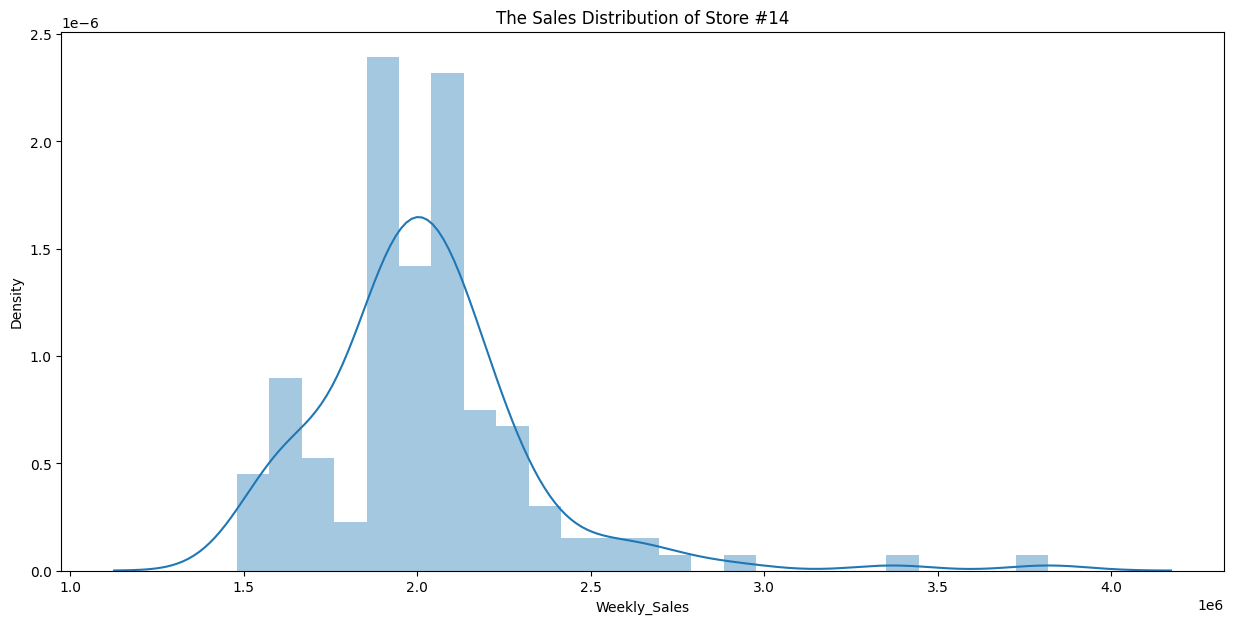 The Sales Distribution of Store #14
1e−6
2.5
2.0
1.5
1.0
0.5
0.0
Density
1.0 1.5 2.0 2.5 3.0 3.5 4.0
1e6
Weekly_Sales